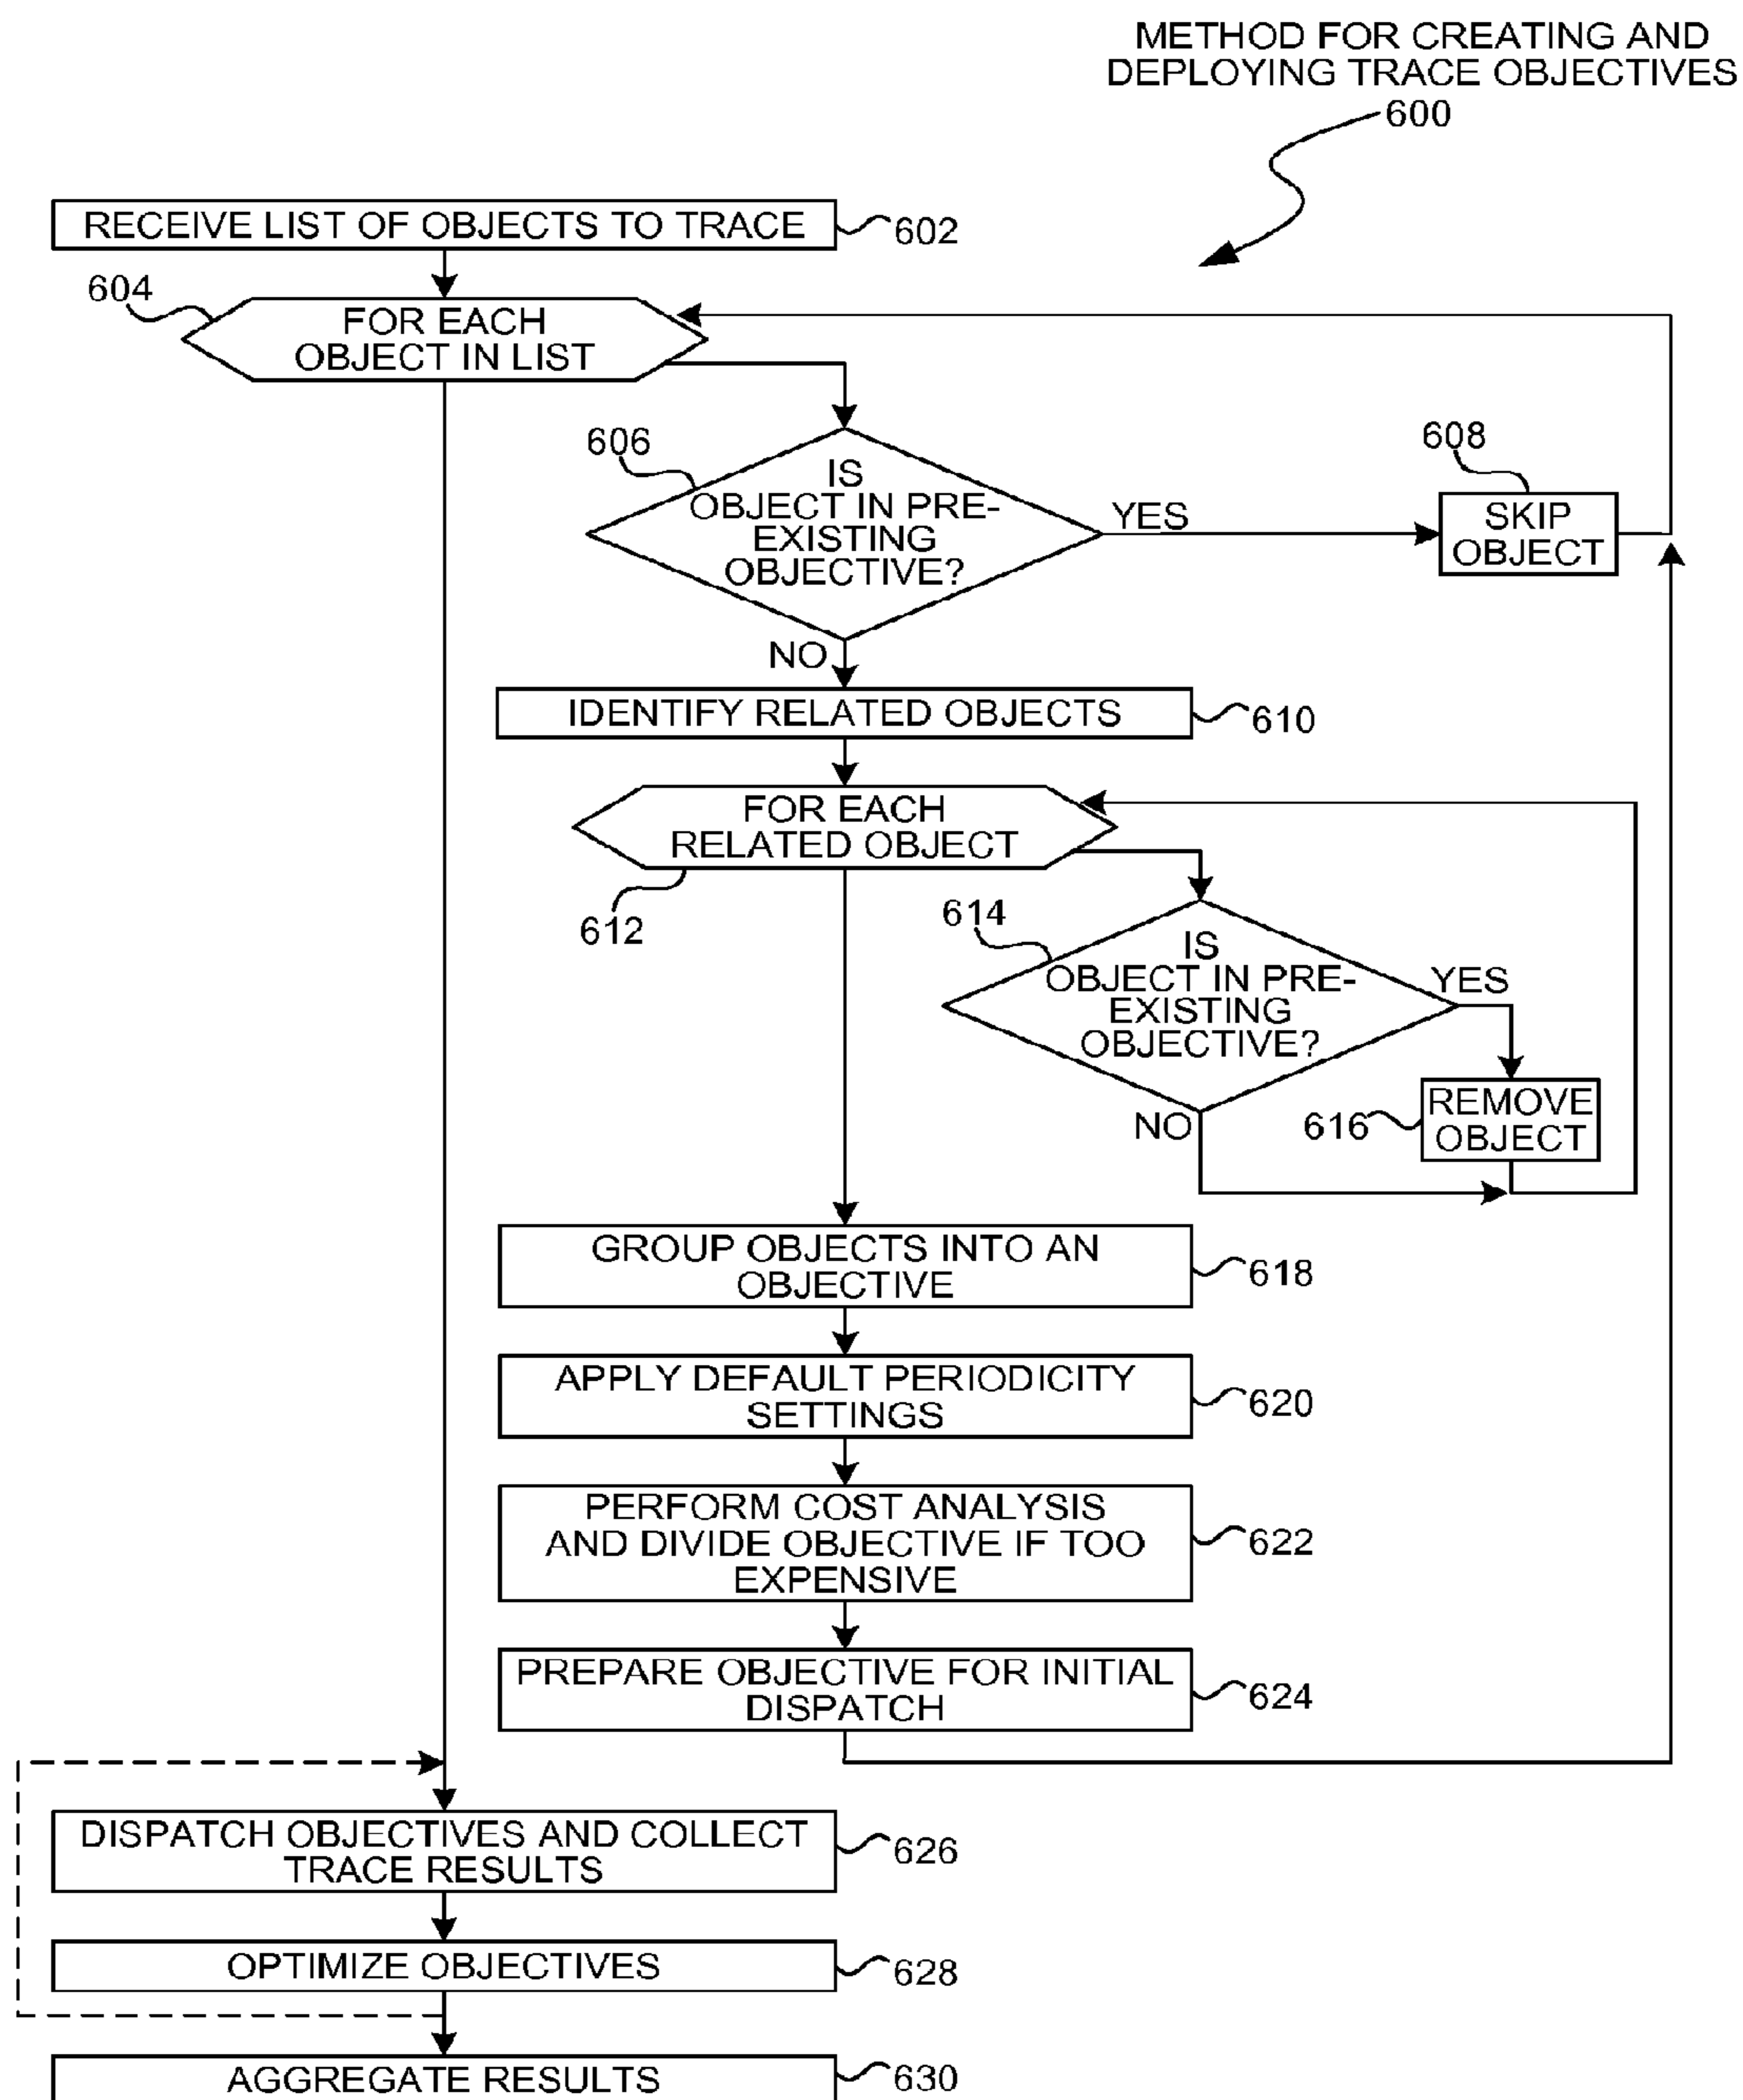 METHOD FOR CREATING AND
DEPLOYING TRACE OBJECTIVES
600
RECEIVE LIST OF OBJECTS TO TRACE
602
604
FOR EACH
OBJECT IN LIST
606
IS
OBJECT IN PRE-
EXISTING
OBJECTIVE?
YES
608
SKIP
OBJECT
NO
IDENTIFY RELATED OBJECTS
610
FOR EACH
RELATED OBJECT
612
614
IS
OBJECT IN PRE-
EXISTING
OBJECTIVE?
YES
NO
616
REMOVE
OBJECT
GROUP OBJECTS INTO AN
OBJECTIVE
618
APPLY DEFAULT PERIODICITY
SETTINGS
620
PERFORM COST ANALYSIS
AND DIVIDE OBJECTIVE IF TOO
EXPENSIVE
622
PREPARE OBJECTIVE FOR INITIAL
DISPATCH
624
DISPATCH OBJECTIVES AND COLLECT
TRACE RESULTS
626
OPTIMIZE OBJECTIVES
628
AGGREGATE RESULTS
630